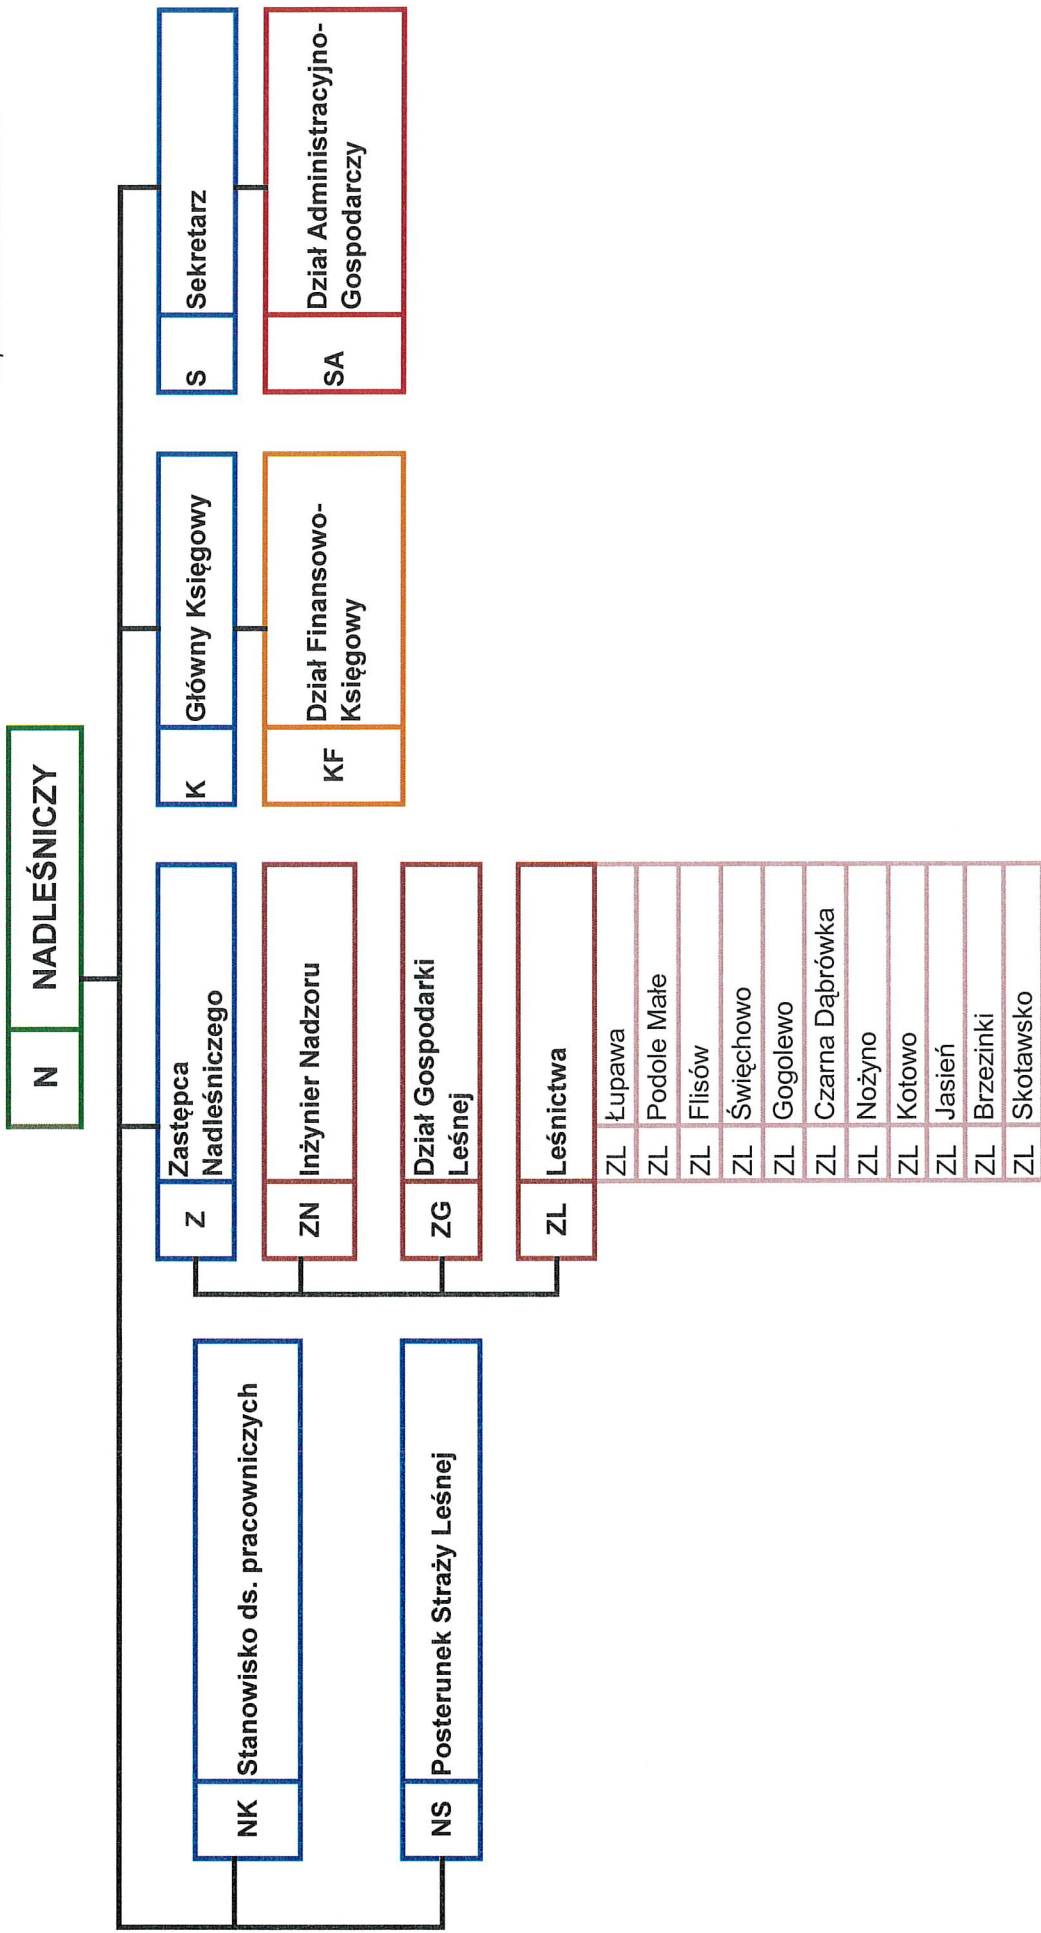 N NADLEŚNICZY
NK Stanowisko ds. pracowniczych
NS Posterunek Straży Leśnej
Z Zastępca
Nadleśniczego
ZN Inżynier Nadzoru
ZG Dział Gospodarki
Leśnej
ZL Leśnictwa
ZL Łupawa
ZL Podole Małe
ZL Flisów
ZL Święchowo
ZL Gogolewo
ZL Czarna Dąbrówka
ZL Nożyno
ZL Kotowo
ZL Jasień
ZL Brzezinki
ZL Skotawsko
K Główny Księgowy
KF Dział Finansowo-
Księgowy
S Sekretarz
SA Dział Administracyjno-
Gospodarczy